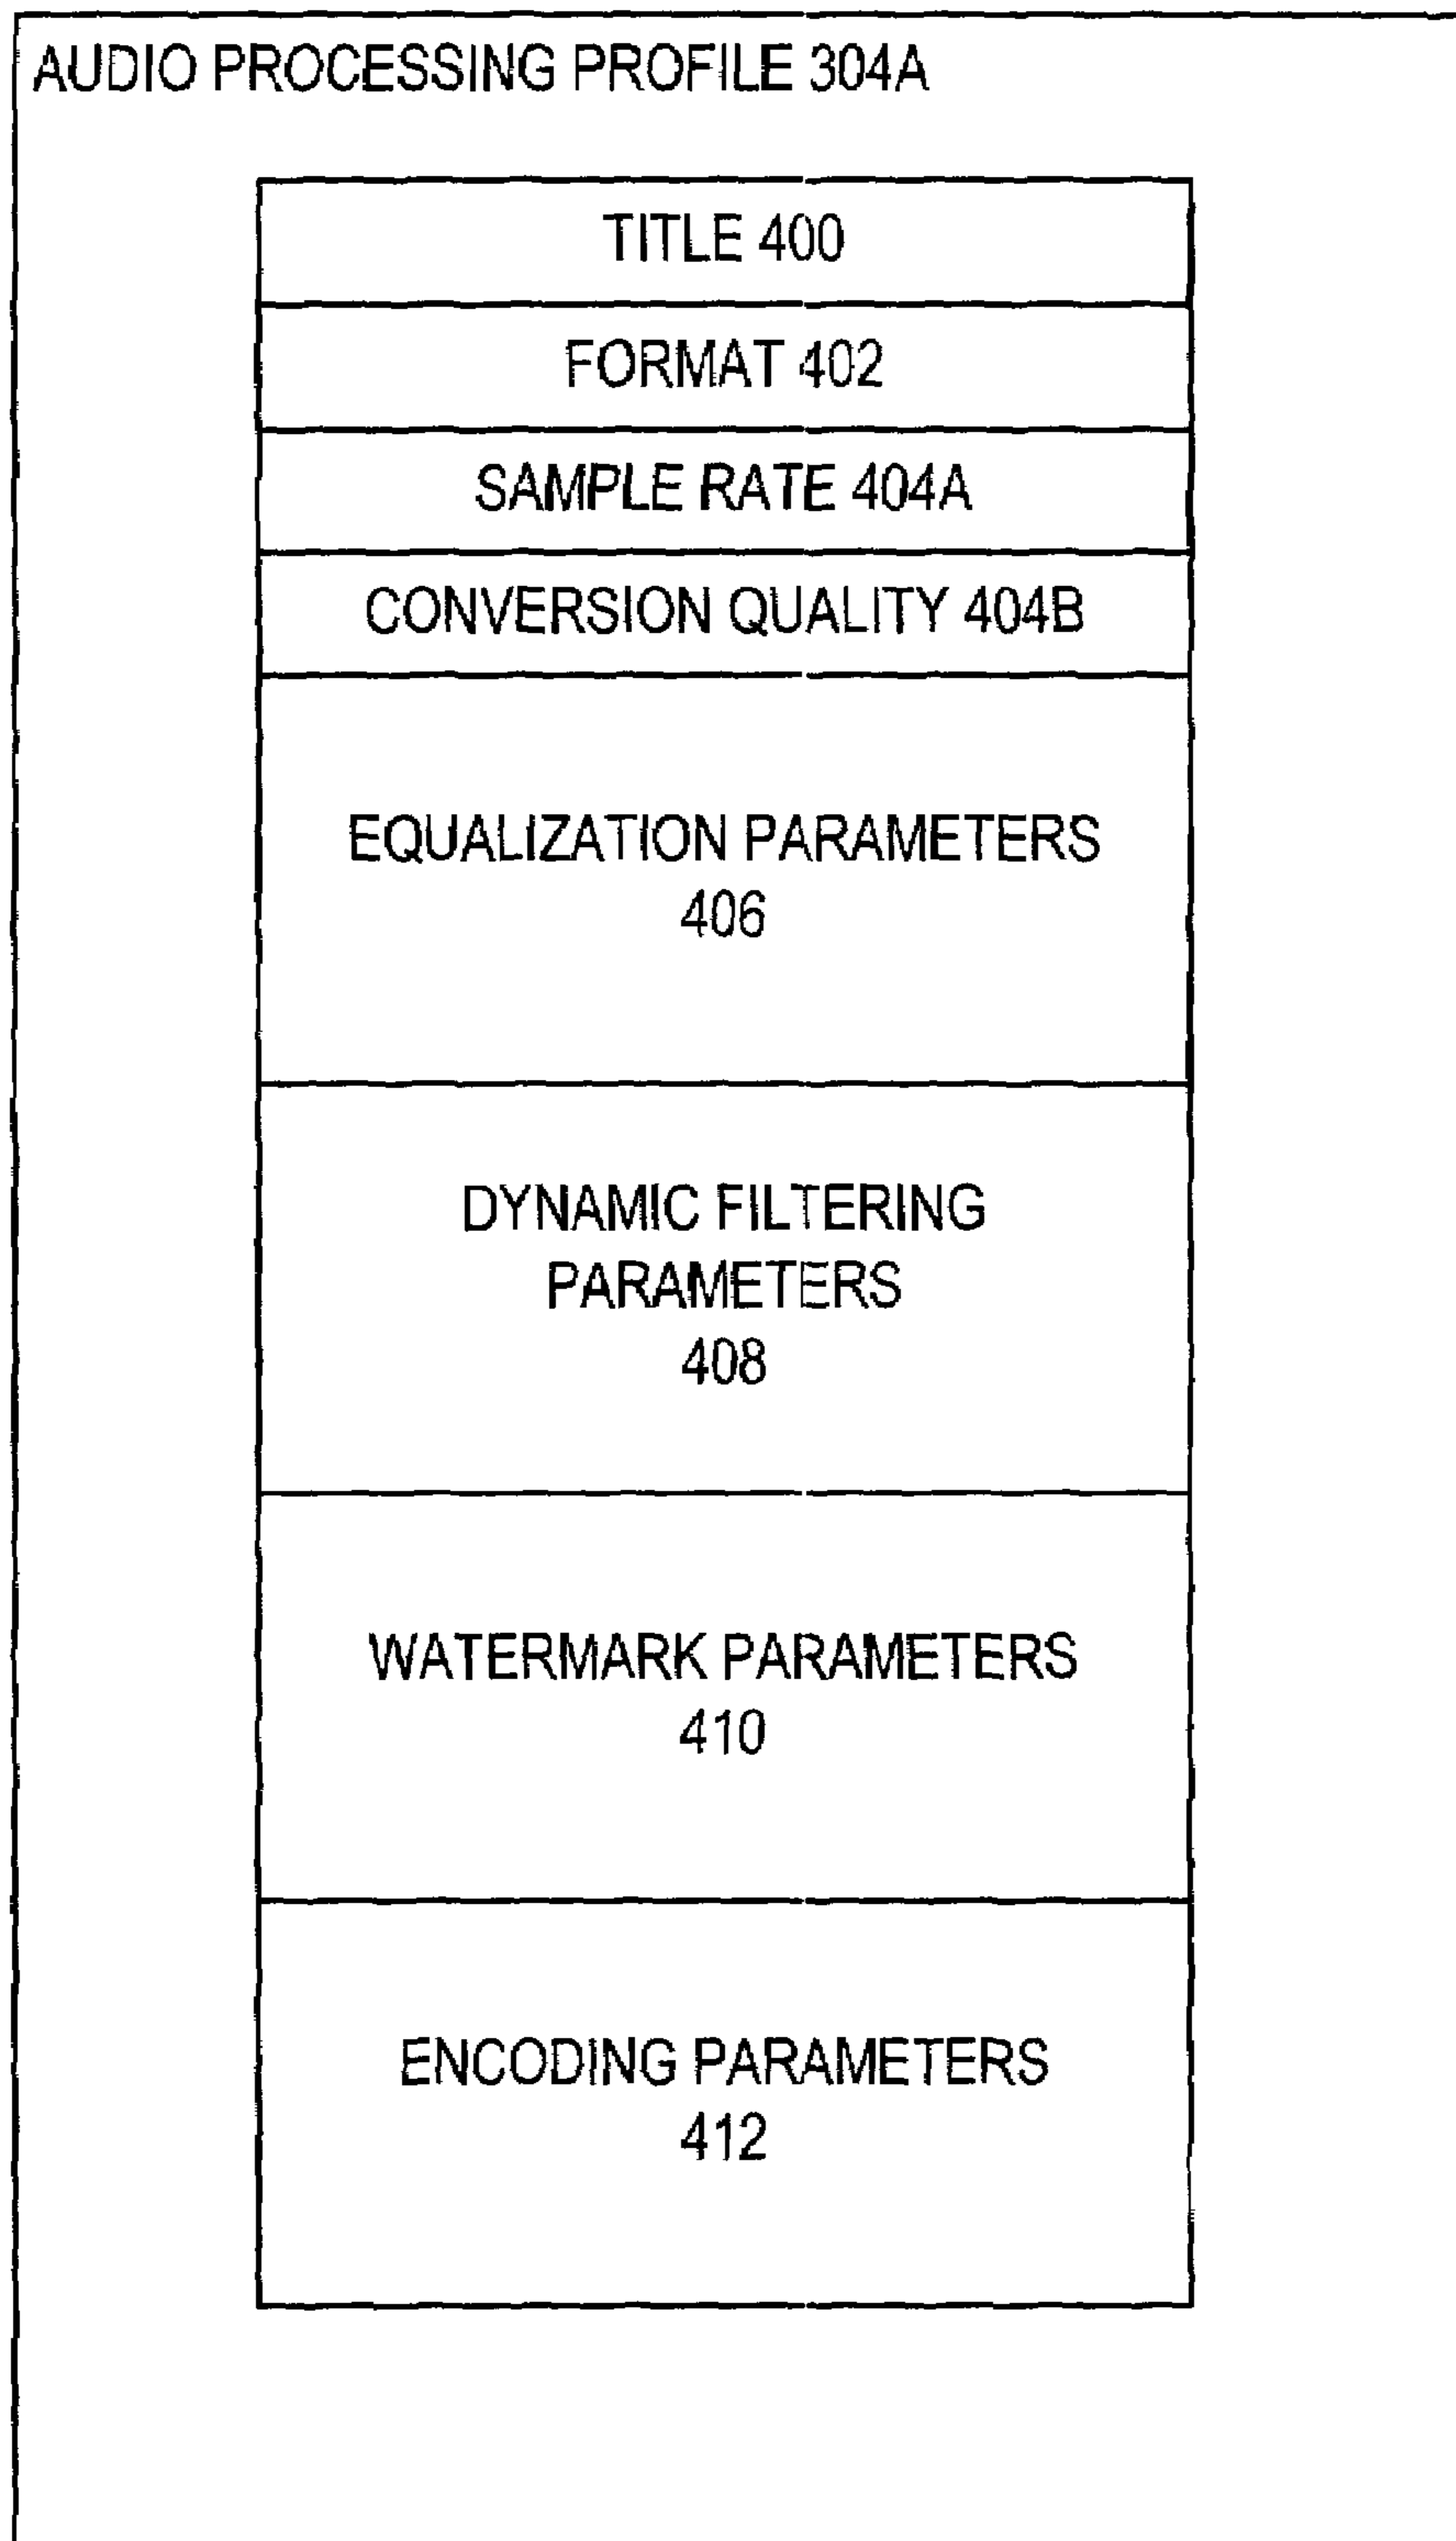 AUDIO PROCESSING PROFILE 304A
TITLE 400
FORMAT 402
SAMPLE RATE 404A
CONVERSION QUALITY 404B
EQUALIZATION PARAMETERS
406
DYNAMIC FILTERING
PARAMETERS
408
WATERMARK PARAMETERS
410
ENCODING PARAMETERS
412